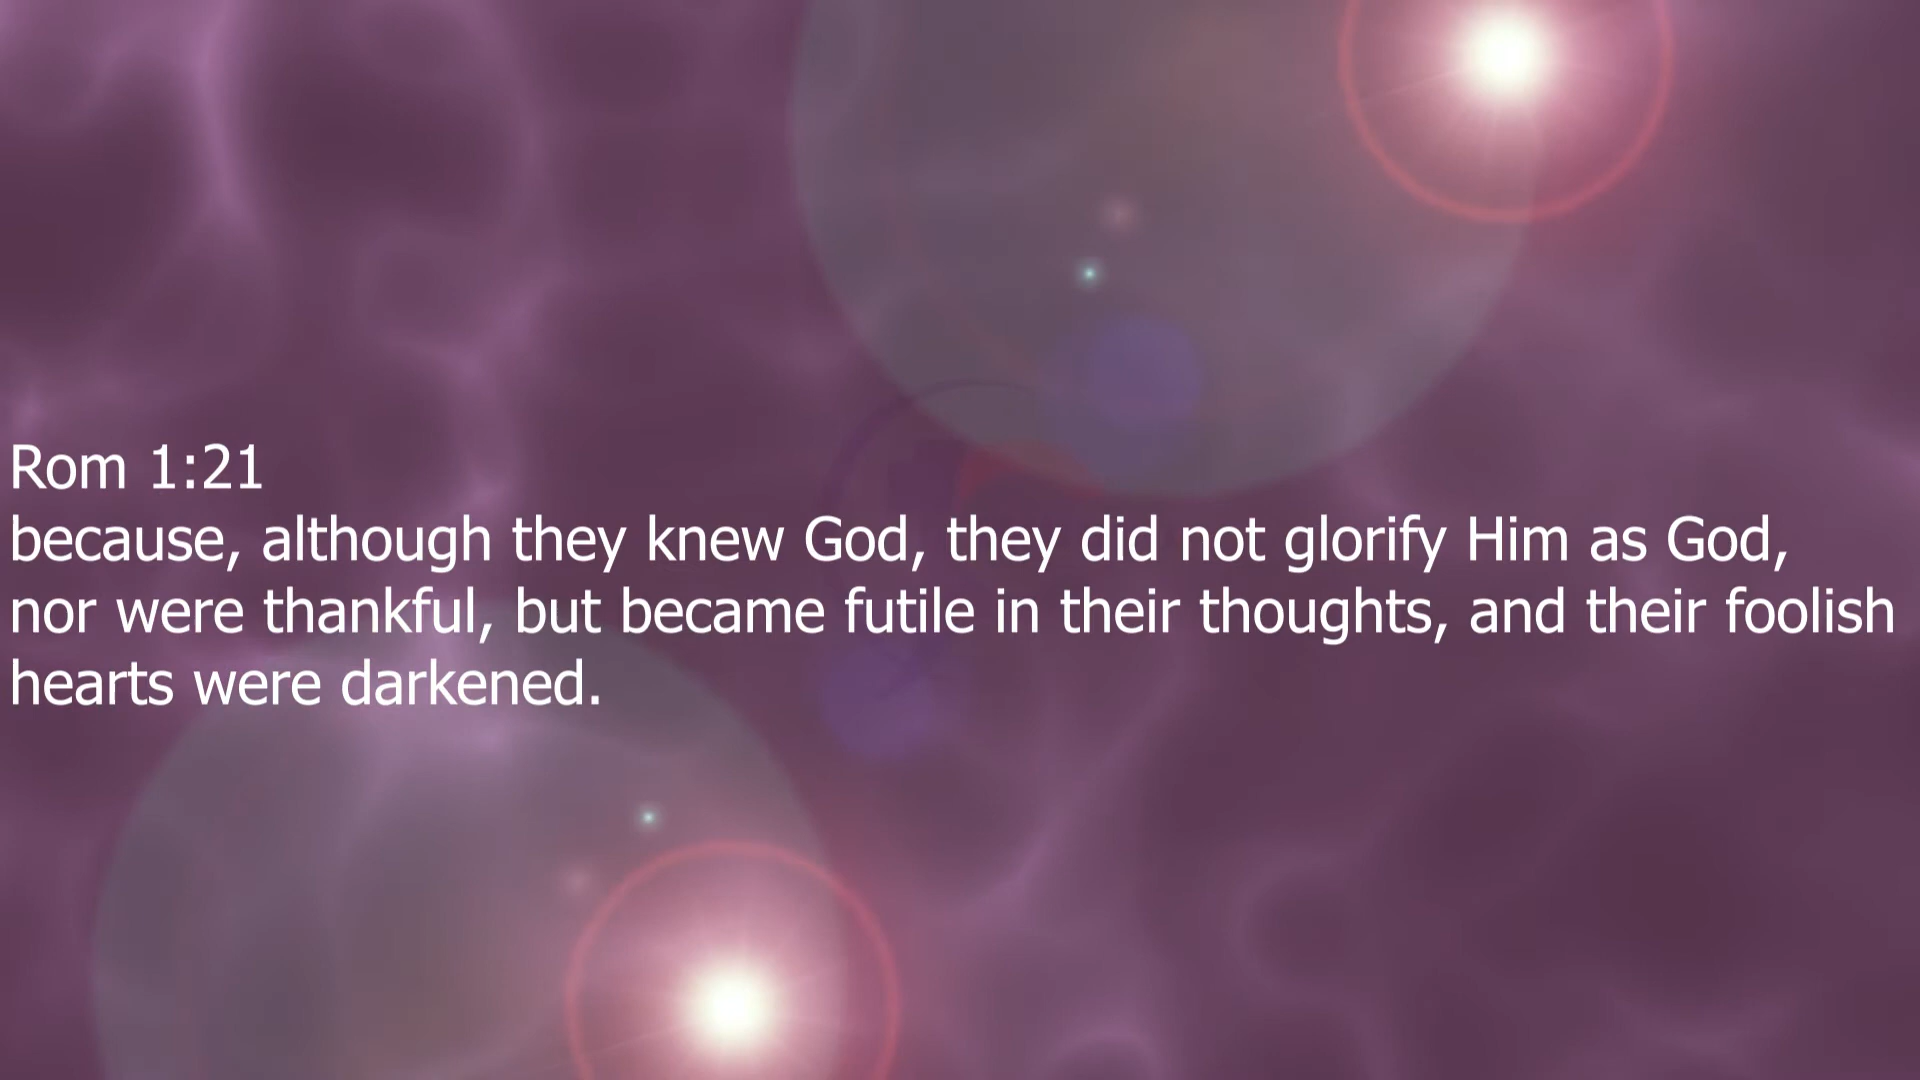 Rom 1:21
because, although they knew God, they did not glorify Him as God,
nor were thankful, but became futile in their thoughts, and their foolish
hearts were darkened.